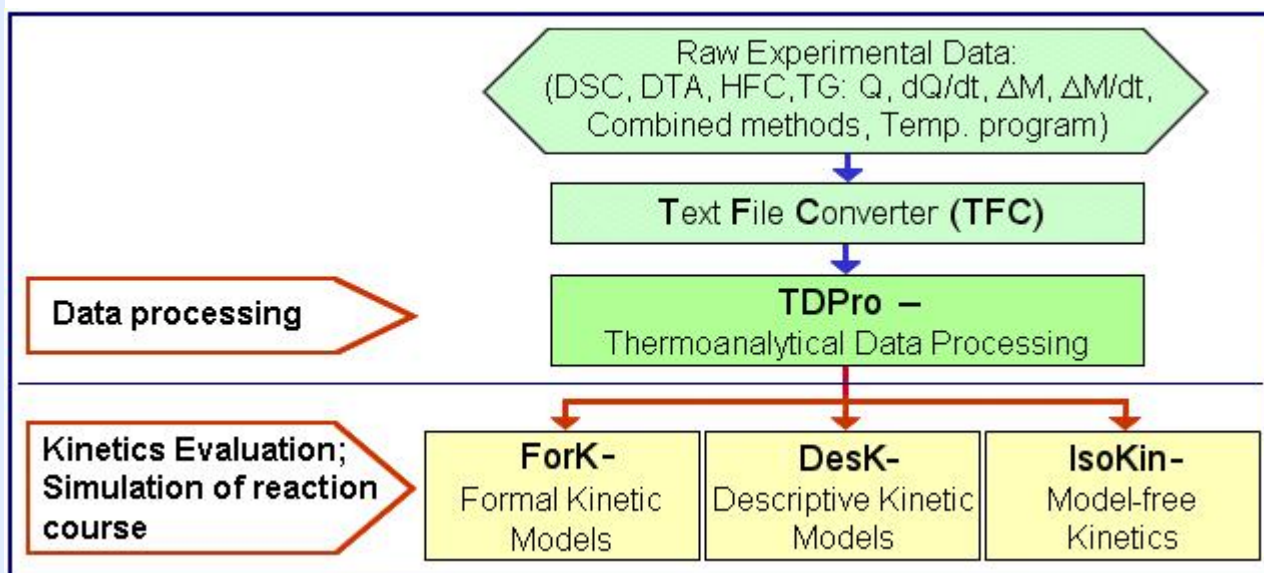 Raw Experimental Data:
(DSC, DTA, HFC,TG: Q, dQ/dt, ΔM, ΔM/dt,
Combined methods, Temp. program)
Text File Converter (TFC)
Data processing
TDPro –
Thermoanalytical Data Processing
Kinetics Evaluation;
Simulation of reaction
course
ForK-
Formal Kinetic
Models
DesK-
Descriptive Kinetic
Models
IsoKin-
Model-free
Kinetics